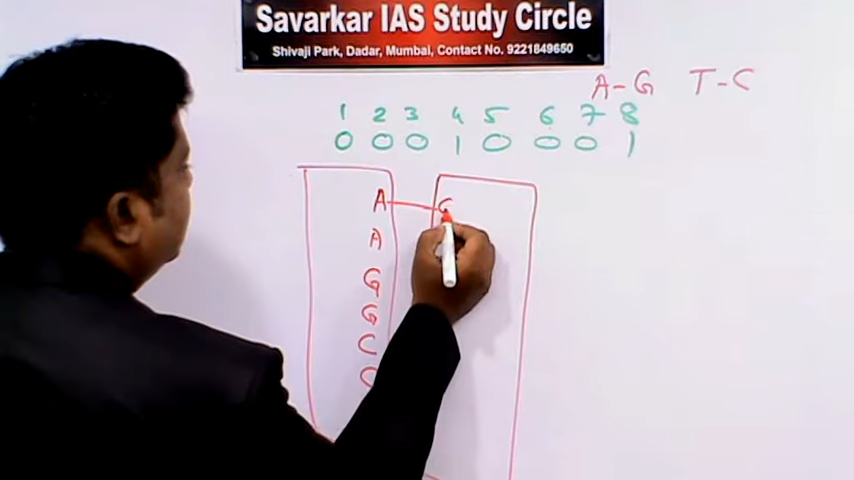 Savarkar IAS Study Circle
Shivaji Park, Dadar, Mumbai, Contact No. 9221849650
A-G T-C
1 2 3 4 5 6 7 8
0 0 0 1 0 0 0 1
A G
A
G
G
C
C